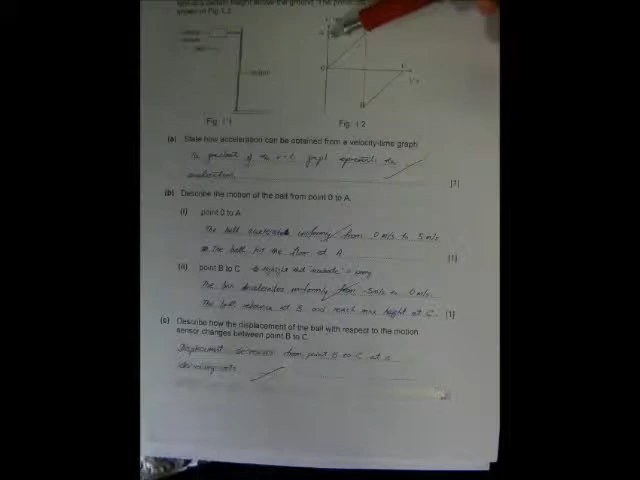 Fig. 1.1
Fig. 1.2
(a) State how acceleration can be obtained from a velocity-time graph
The gradient of the v-t graph represents the
acceleration.
[1]
(b) Describe the motion of the ball from point 0 to A.
(i) point 0 to A
The ball accelerated uniformly from 0 m/s to 5 m/s
The ball hit the floor at A
[1]
(ii) point B to C
The ball decelerates uniformly from -5m/s to 0 m/s.
The ball rebounce at B and reach max height at C.
[1]
(c) Describe how the displacement of the ball with respect to the motion
sensor changes between point B to C.
Displacement decreases from point B to C at a
decreasing rate.